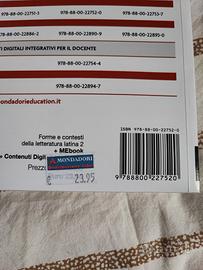 978-88-00-22751-3
978-88-00-22752-0
978-88-00-22753-7
978-88-00-22884-2
978-88-00-22890-9
978-88-00-22895-0
TI DIGITALI INTEGRATIVI PER IL DOCENTE
978-88-00-22754-4
978-88-00-22894-7
ondadorieducation.it
Forme e contesti
della letteratura latina 2
+ MEbook
+ Contenuti Digi
Prezzo
MONDADORI
€ 23,95
ISBN 978-88-00-22752-0
9 788800 227520